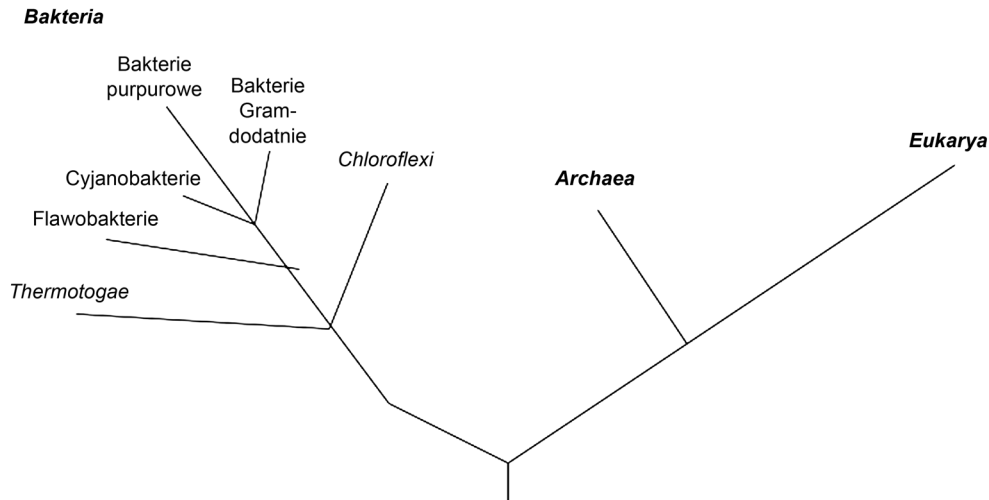 Bakteria
Bakterie
purpurowe
Bakterie
Gram-
dodatnie
Chloroflexi
Cyjanobakterie
Flawobakterie
Thermotogae
Archaea
Eukarya